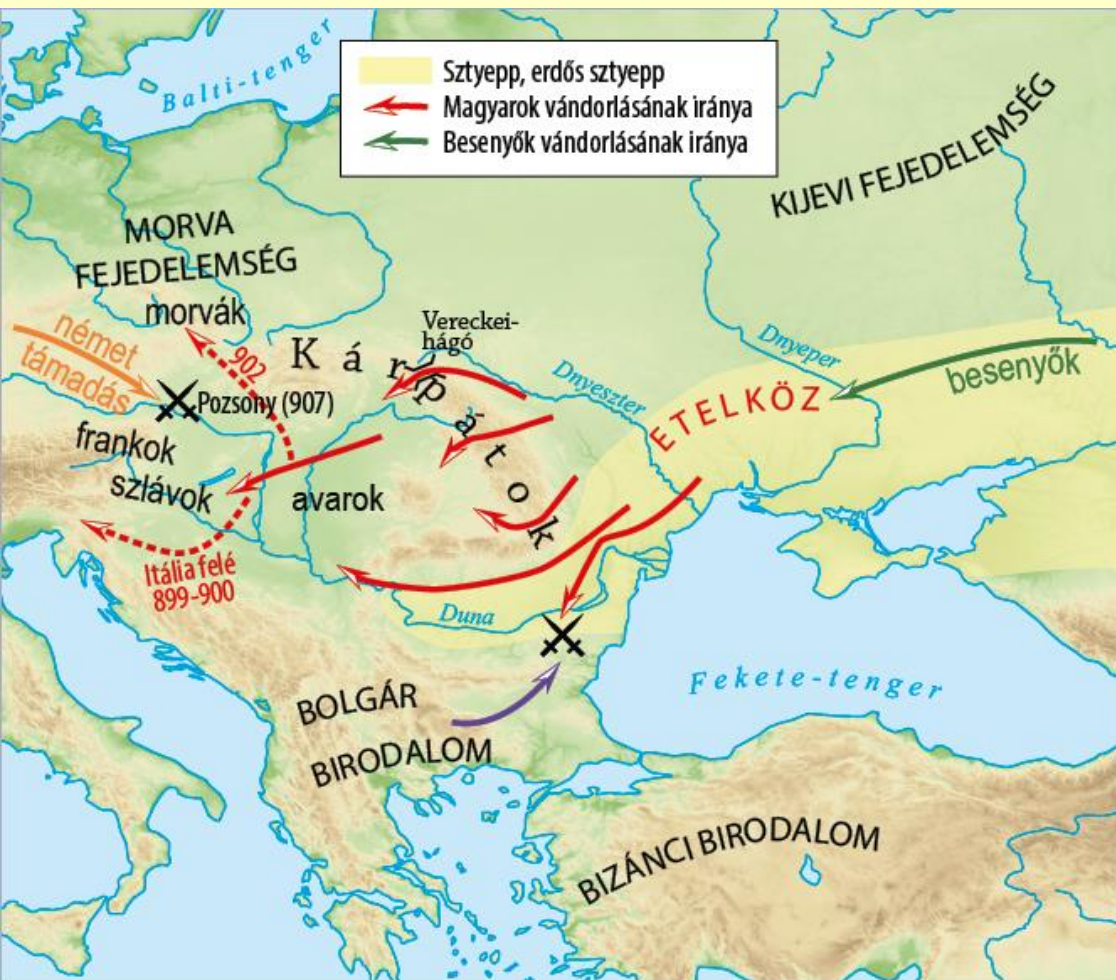 Balti-tenger
Sztyepp, erdős sztyepp
Magyarok vándorlásának iránya
Besenyők vándorlásának iránya
KIJEVI FEJEDELEMSÉG
MORVA
FEJEDELEMSÉG
morvák
német
támadás
902
Kárpátok
Vereckei-
hágó
Dnyeszter
Dnyeper
besenyők
ETELKÖZ
Pozsony (907)
frankok
szlávok
avarok
Itália felé
899-900
Duna
Fekete-tenger
BOLGÁR
BIRODALOM
BIZÁNCI BIRODALOM